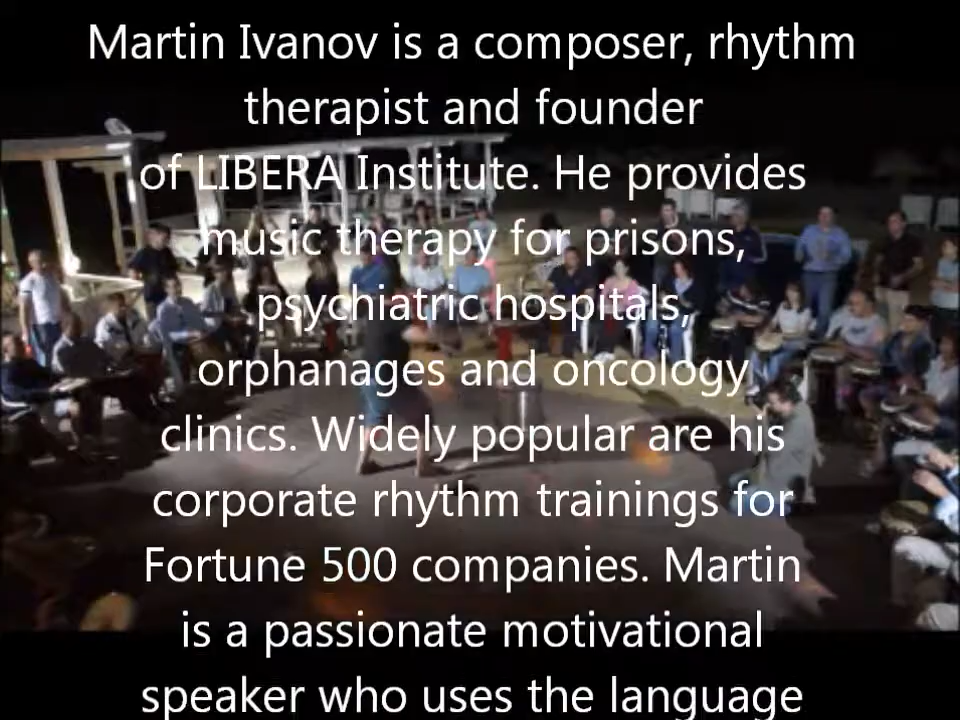 Martin Ivanov is a composer, rhythm
therapist and founder
of LIBERA Institute. He provides
music therapy for prisons,
psychiatric hospitals,
orphanages and oncology
clinics. Widely popular are his
corporate rhythm trainings for
Fortune 500 companies. Martin
is a passionate motivational
speaker who uses the language